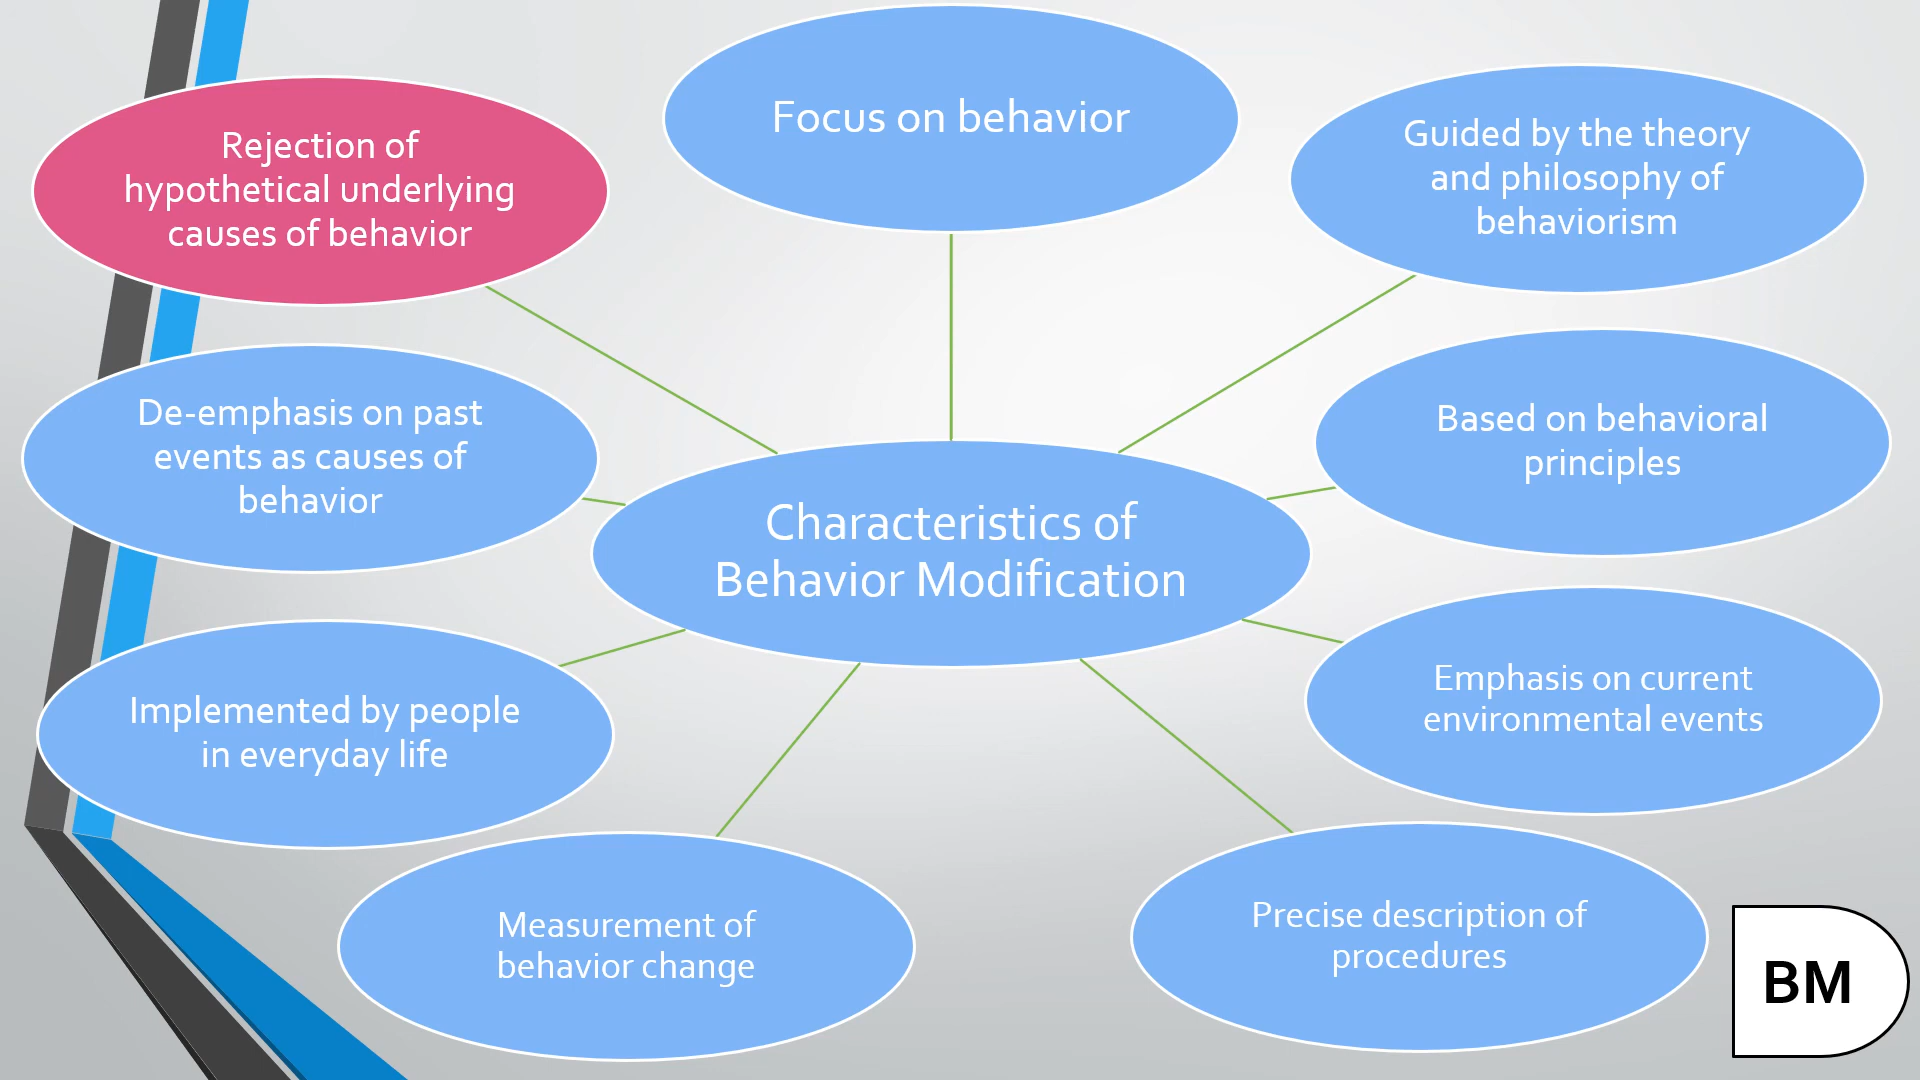 Focus on behavior
Guided by the theory
and philosophy of
behaviorism
Based on behavioral
principles
Emphasis on current
environmental events
Precise description of
procedures
Measurement of
behavior change
Implemented by people
in everyday life
De-emphasis on past
events as causes of
behavior
Rejection of
hypothetical underlying
causes of behavior
Characteristics of
Behavior Modification
BM